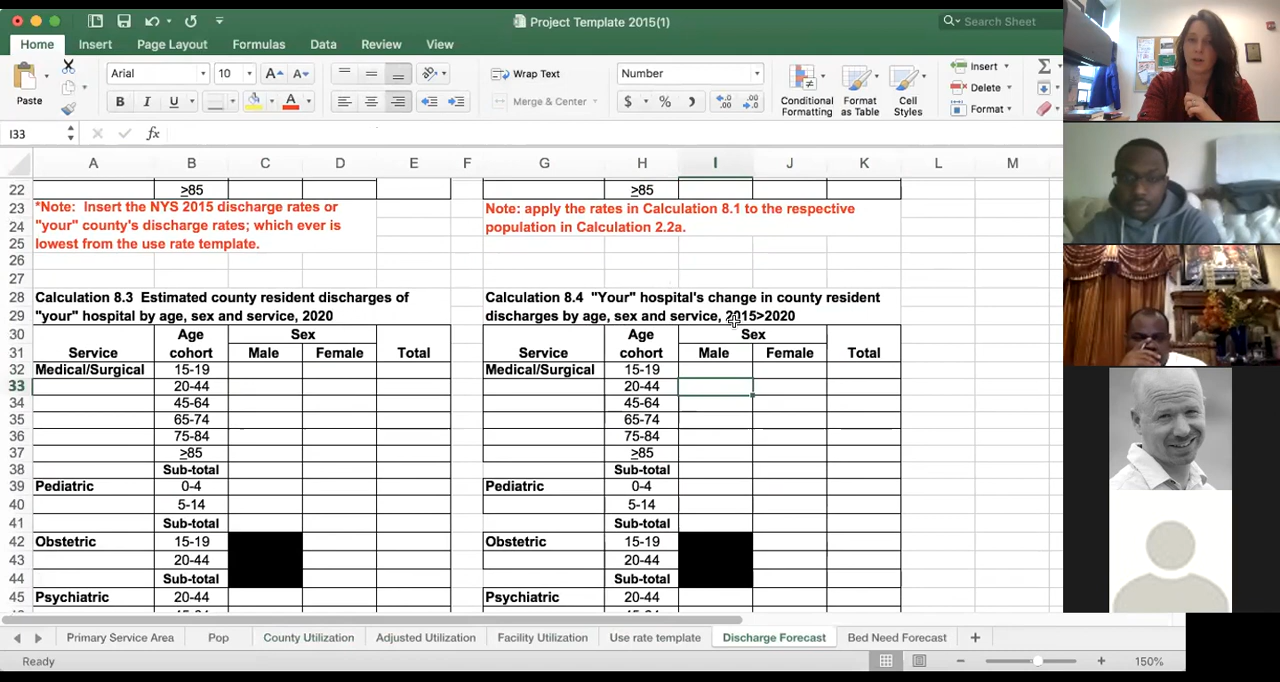 Project Template 2015(1)
Search Sheet
Home Insert Page Layout Formulas Data Review View
Paste
Arial 10
Wrap Text
Merge & Center
Number
Conditional Formatting
Format as Table
Cell Styles
Insert
Delete
Format
I33 fx
A B C D E F G H I J K L M
22 >85 >85
23 *Note: Insert the NYS 2015 discharge rates or Note: apply the rates in Calculation 8.1 to the respective
24 "your" county's discharge rates; which ever is population in Calculation 2.2a.
25 lowest from the use rate template.
26
27
28 Calculation 8.3 Estimated county resident discharges of Calculation 8.4 "Your" hospital's change in county resident
29 "your" hospital by age, sex and service, 2020 discharges by age, sex and service, 2015>2020
30 Age Sex Age Sex
31 Service cohort Male Female Total Service cohort Male Female Total
32 Medical/Surgical 15-19 Medical/Surgical 15-19
33 20-44 20-44
34 45-64 45-64
35 65-74 65-74
36 75-84 75-84
37 >85 >85
38 Sub-total Sub-total
39 Pediatric 0-4 Pediatric 0-4
40 5-14 5-14
41 Sub-total Sub-total
42 Obstetric 15-19 Obstetric 15-19
43 20-44 20-44
44 Sub-total Sub-total
45 Psychiatric 20-44 Psychiatric 20-44
Primary Service Area Pop County Utilization Adjusted Utilization Facility Utilization Use rate template Discharge Forecast Bed Need Forecast
Ready 150%